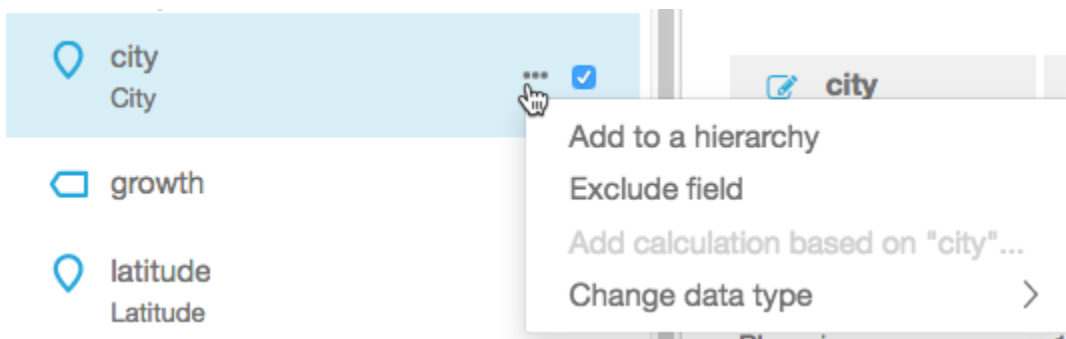 city
City
city
Add to a hierarchy
Exclude field
growth
Add calculation based on "city"...
latitude
Change data type
Latitude